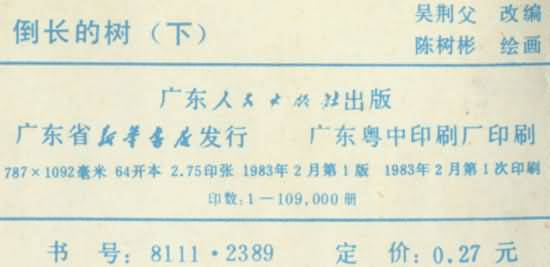 倒长的树（下）
吴荆父 改编
陈树彬 绘画
广东人民出版社出版
广东省新华书店发行 广东粤中印刷厂印刷
787×1092毫米 64开本 2.75印张 1983年2月第1版 1983年2月第1次印刷
印数：1－109,000册
书 号：8111·2389 定 价：0.27 元